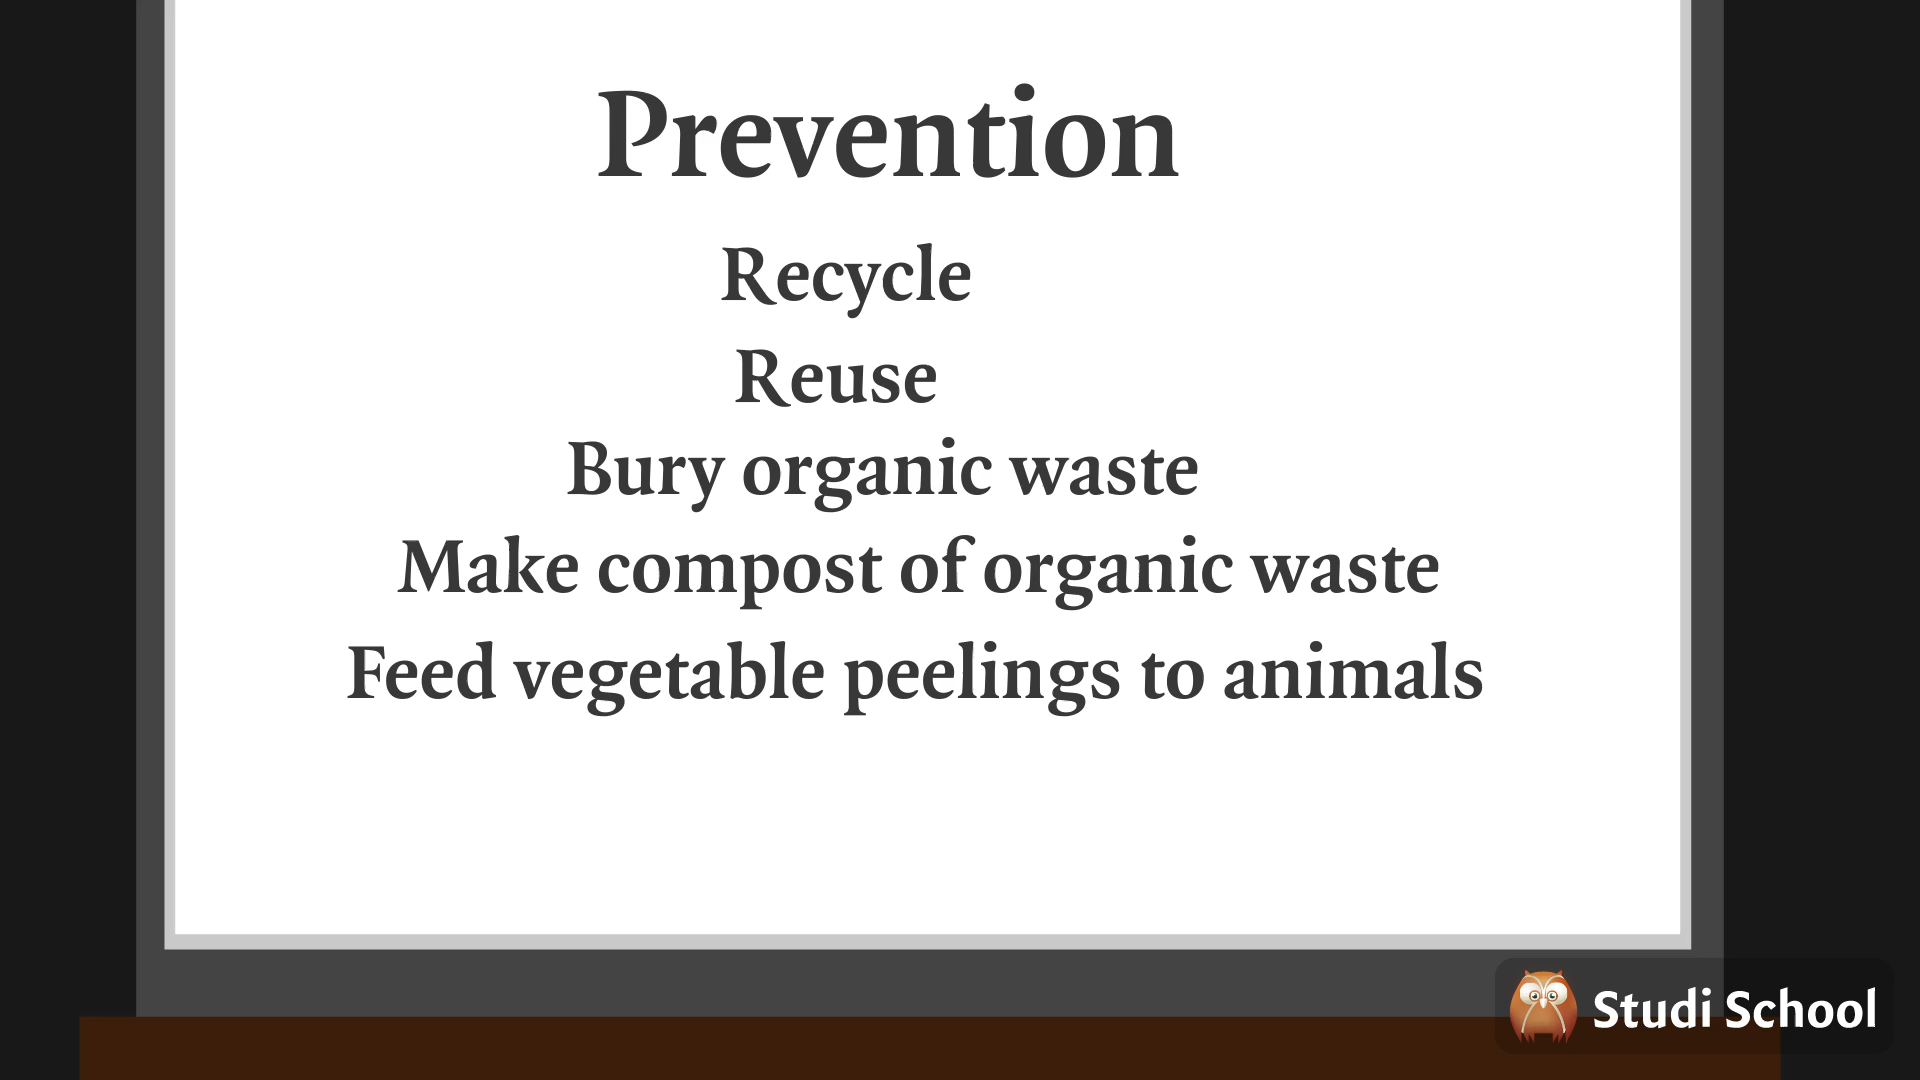 Prevention
Recycle
Reuse
Bury organic waste
Make compost of organic waste
Feed vegetable peelings to animals
Studi School